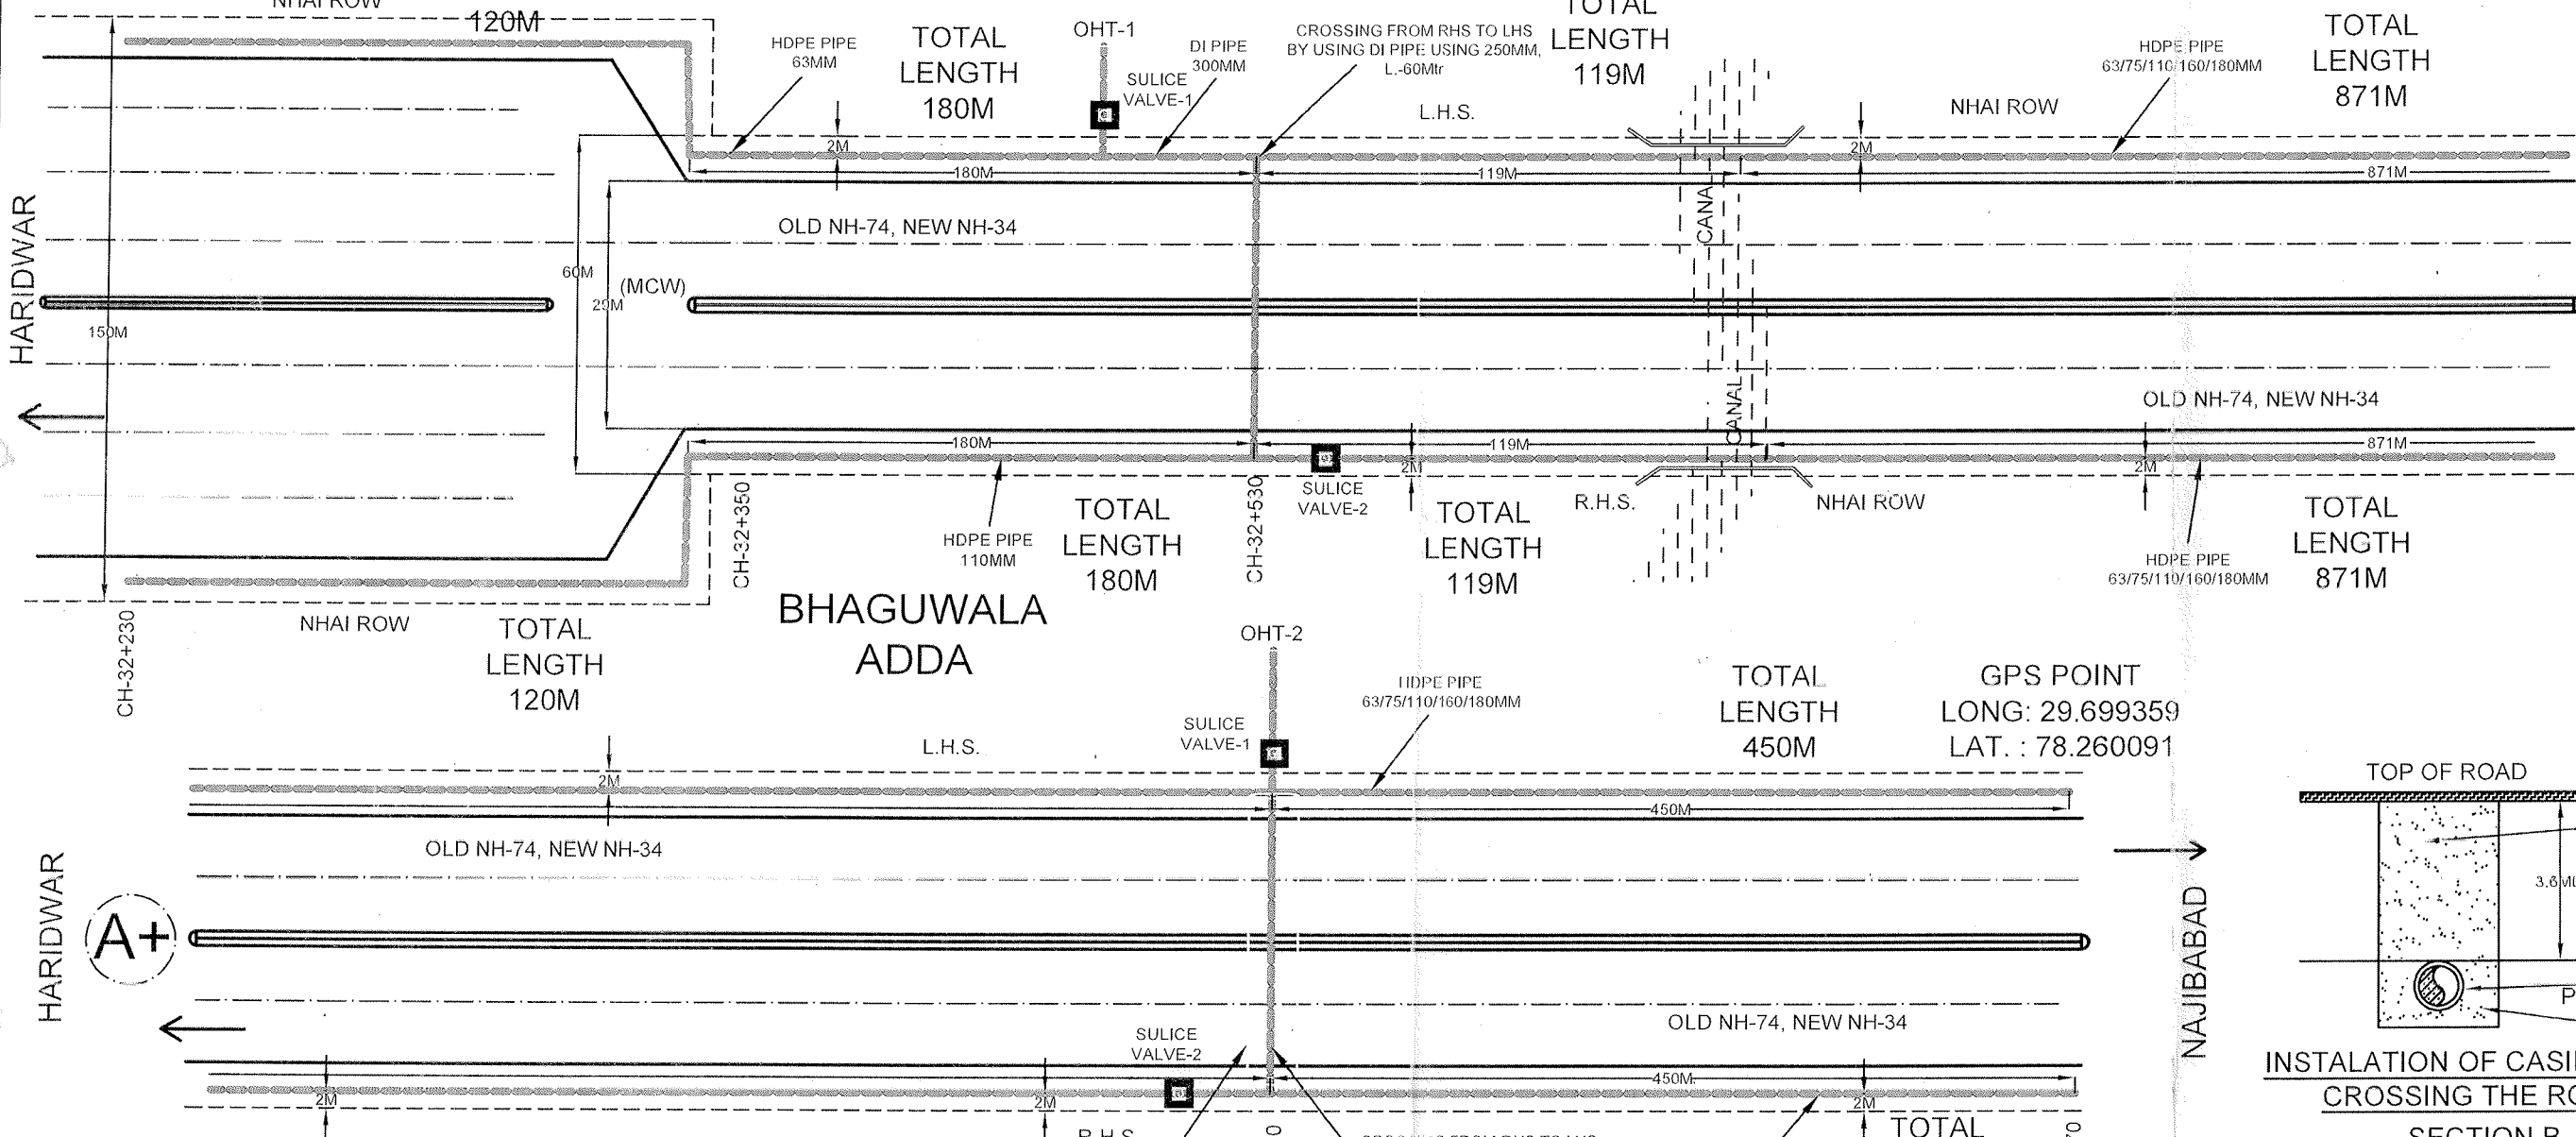 NHAI ROW
120M
HDPE PIPE
63MM
TOTAL
LENGTH
180M
OHT-1
SULICE
VALVE-1
DI PIPE
300MM
CROSSING FROM RHS TO LHS
BY USING DI PIPE USING 250MM,
L.-60Mtr
TOTAL
LENGTH
119M
L.H.S.
NHAI ROW
HDPE PIPE
63/75/110/160/180MM
TOTAL
LENGTH
871M
2M
2M
180M
119M
871M
HARIDWAR
OLD NH-74, NEW NH-34
CANAL
60M
(MCW)
29M
150M
CANAL
OLD NH-74, NEW NH-34
180M
119M
871M
2M
2M
CH-32+350
HDPE PIPE
110MM
TOTAL
LENGTH
180M
CH-32+530
SULICE
VALVE-2
TOTAL
LENGTH
119M
R.H.S.
NHAI ROW
HDPE PIPE
63/75/110/160/180MM
TOTAL
LENGTH
871M
CH-32+230
NHAI ROW
TOTAL
LENGTH
120M
BHAGUWALA
ADDA
OHT-2
SULICE
VALVE-1
HDPE PIPE
63/75/110/160/180MM
TOTAL
LENGTH
450M
GPS POINT
LONG: 29.699359
LAT. : 78.260091
L.H.S.
2M
450M
TOP OF ROAD
HARIDWAR
A+
OLD NH-74, NEW NH-34
NAJIBABAD
OLD NH-74, NEW NH-34
SULICE
VALVE-2
450M
2M
2M
2M
R.H.S.
TOTAL
INSTALATION OF
CROSSING THE
SECTION